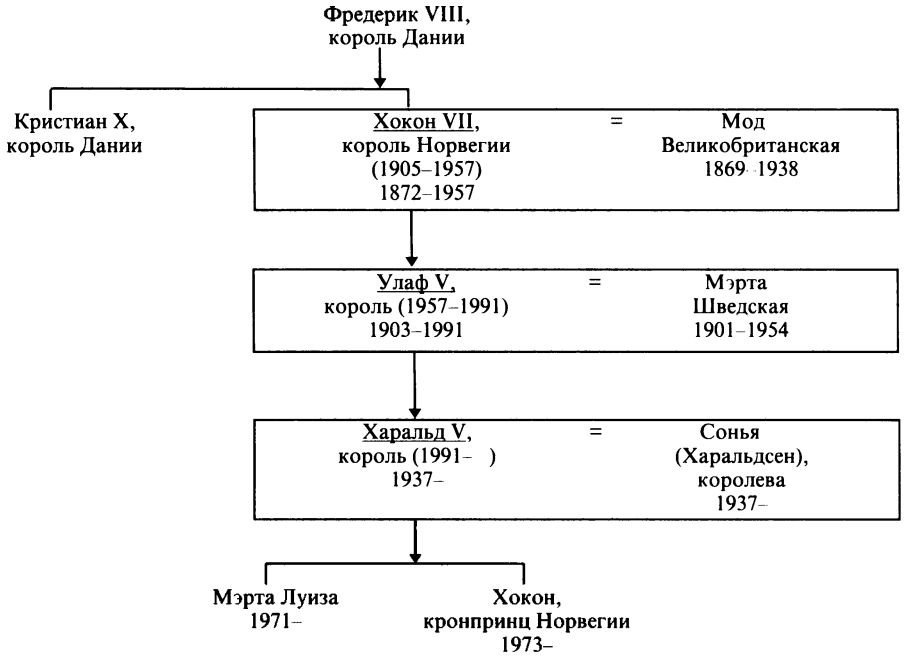 Фредерик VIII,
король Дании
Кристиан X,
король Дании
Хокон VII,
король Норвегии
(1905–1957)
1872–1957
=
Мод
Великобританская
1869–1938
Улаф V,
король (1957–1991)
1903–1991
=
Мэрта
Шведская
1901–1954
Харальд V,
король (1991– )
1937–
=
Сонья
(Харальдсен),
королева
1937–
Мэрта Луиза
1971–
Хокон,
кронпринц Норвегии
1973–